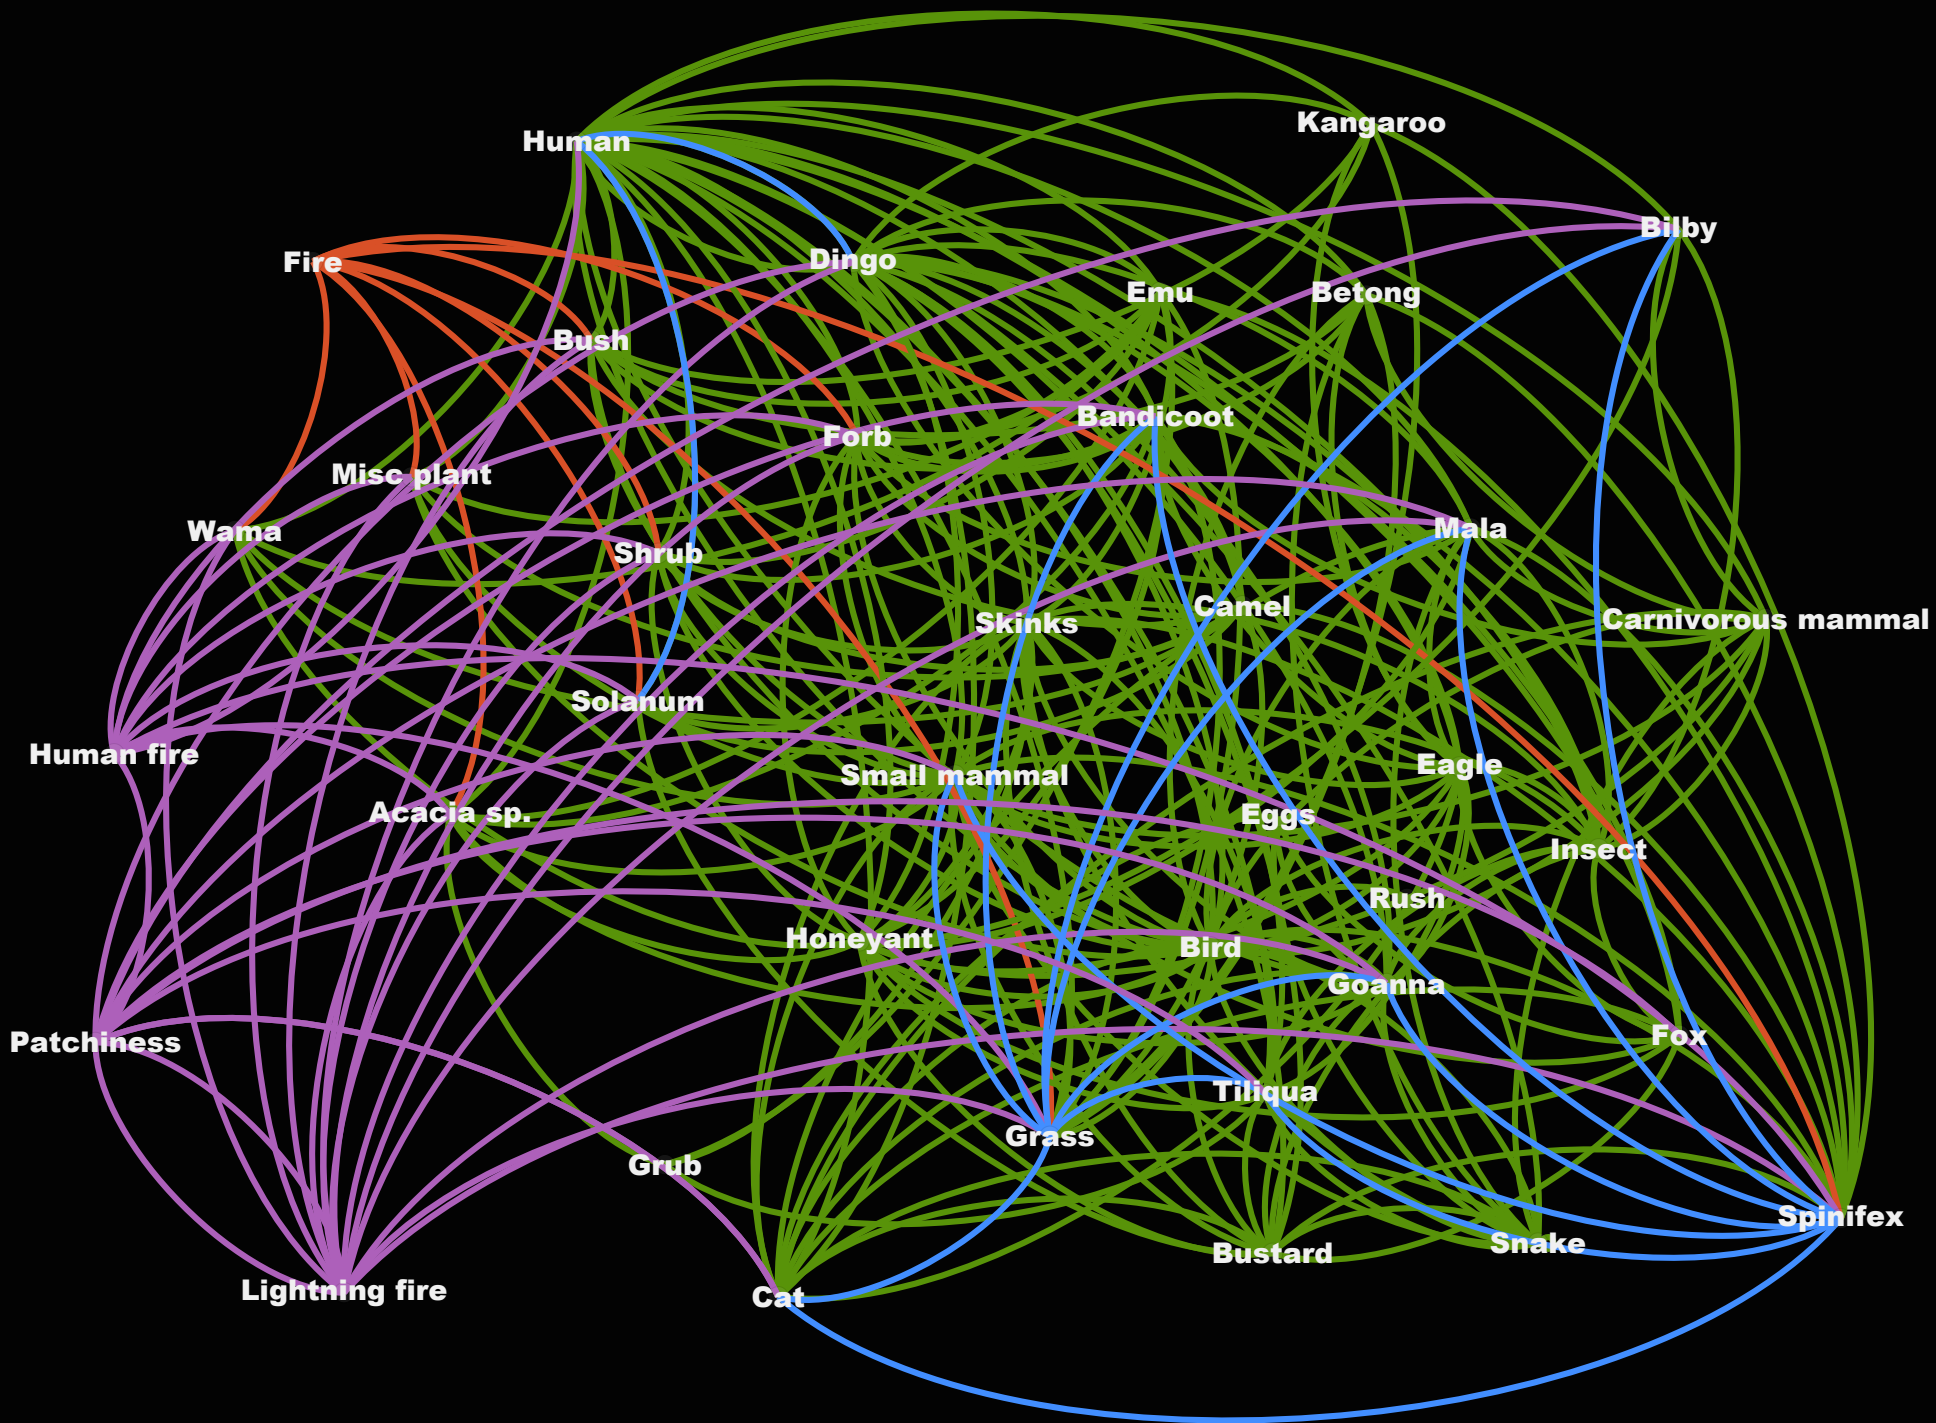 Kangaroo
Human
Bilby
Dingo
Fire
Emu
Betong
Bush
Bandicoot
Forb
Misc plant
Mala
Wama
Shrub
Camel
Carnivorous mammal
Skinks
Solanum
Human fire
Eagle
Small mammal
Acacia sp.
Eggs
Insect
Rush
Honeyant
Bird
Goanna
Fox
Patchiness
Tiliqua
Grass
Grub
Spinifex
Snake
Bustard
Lightning fire
Cat